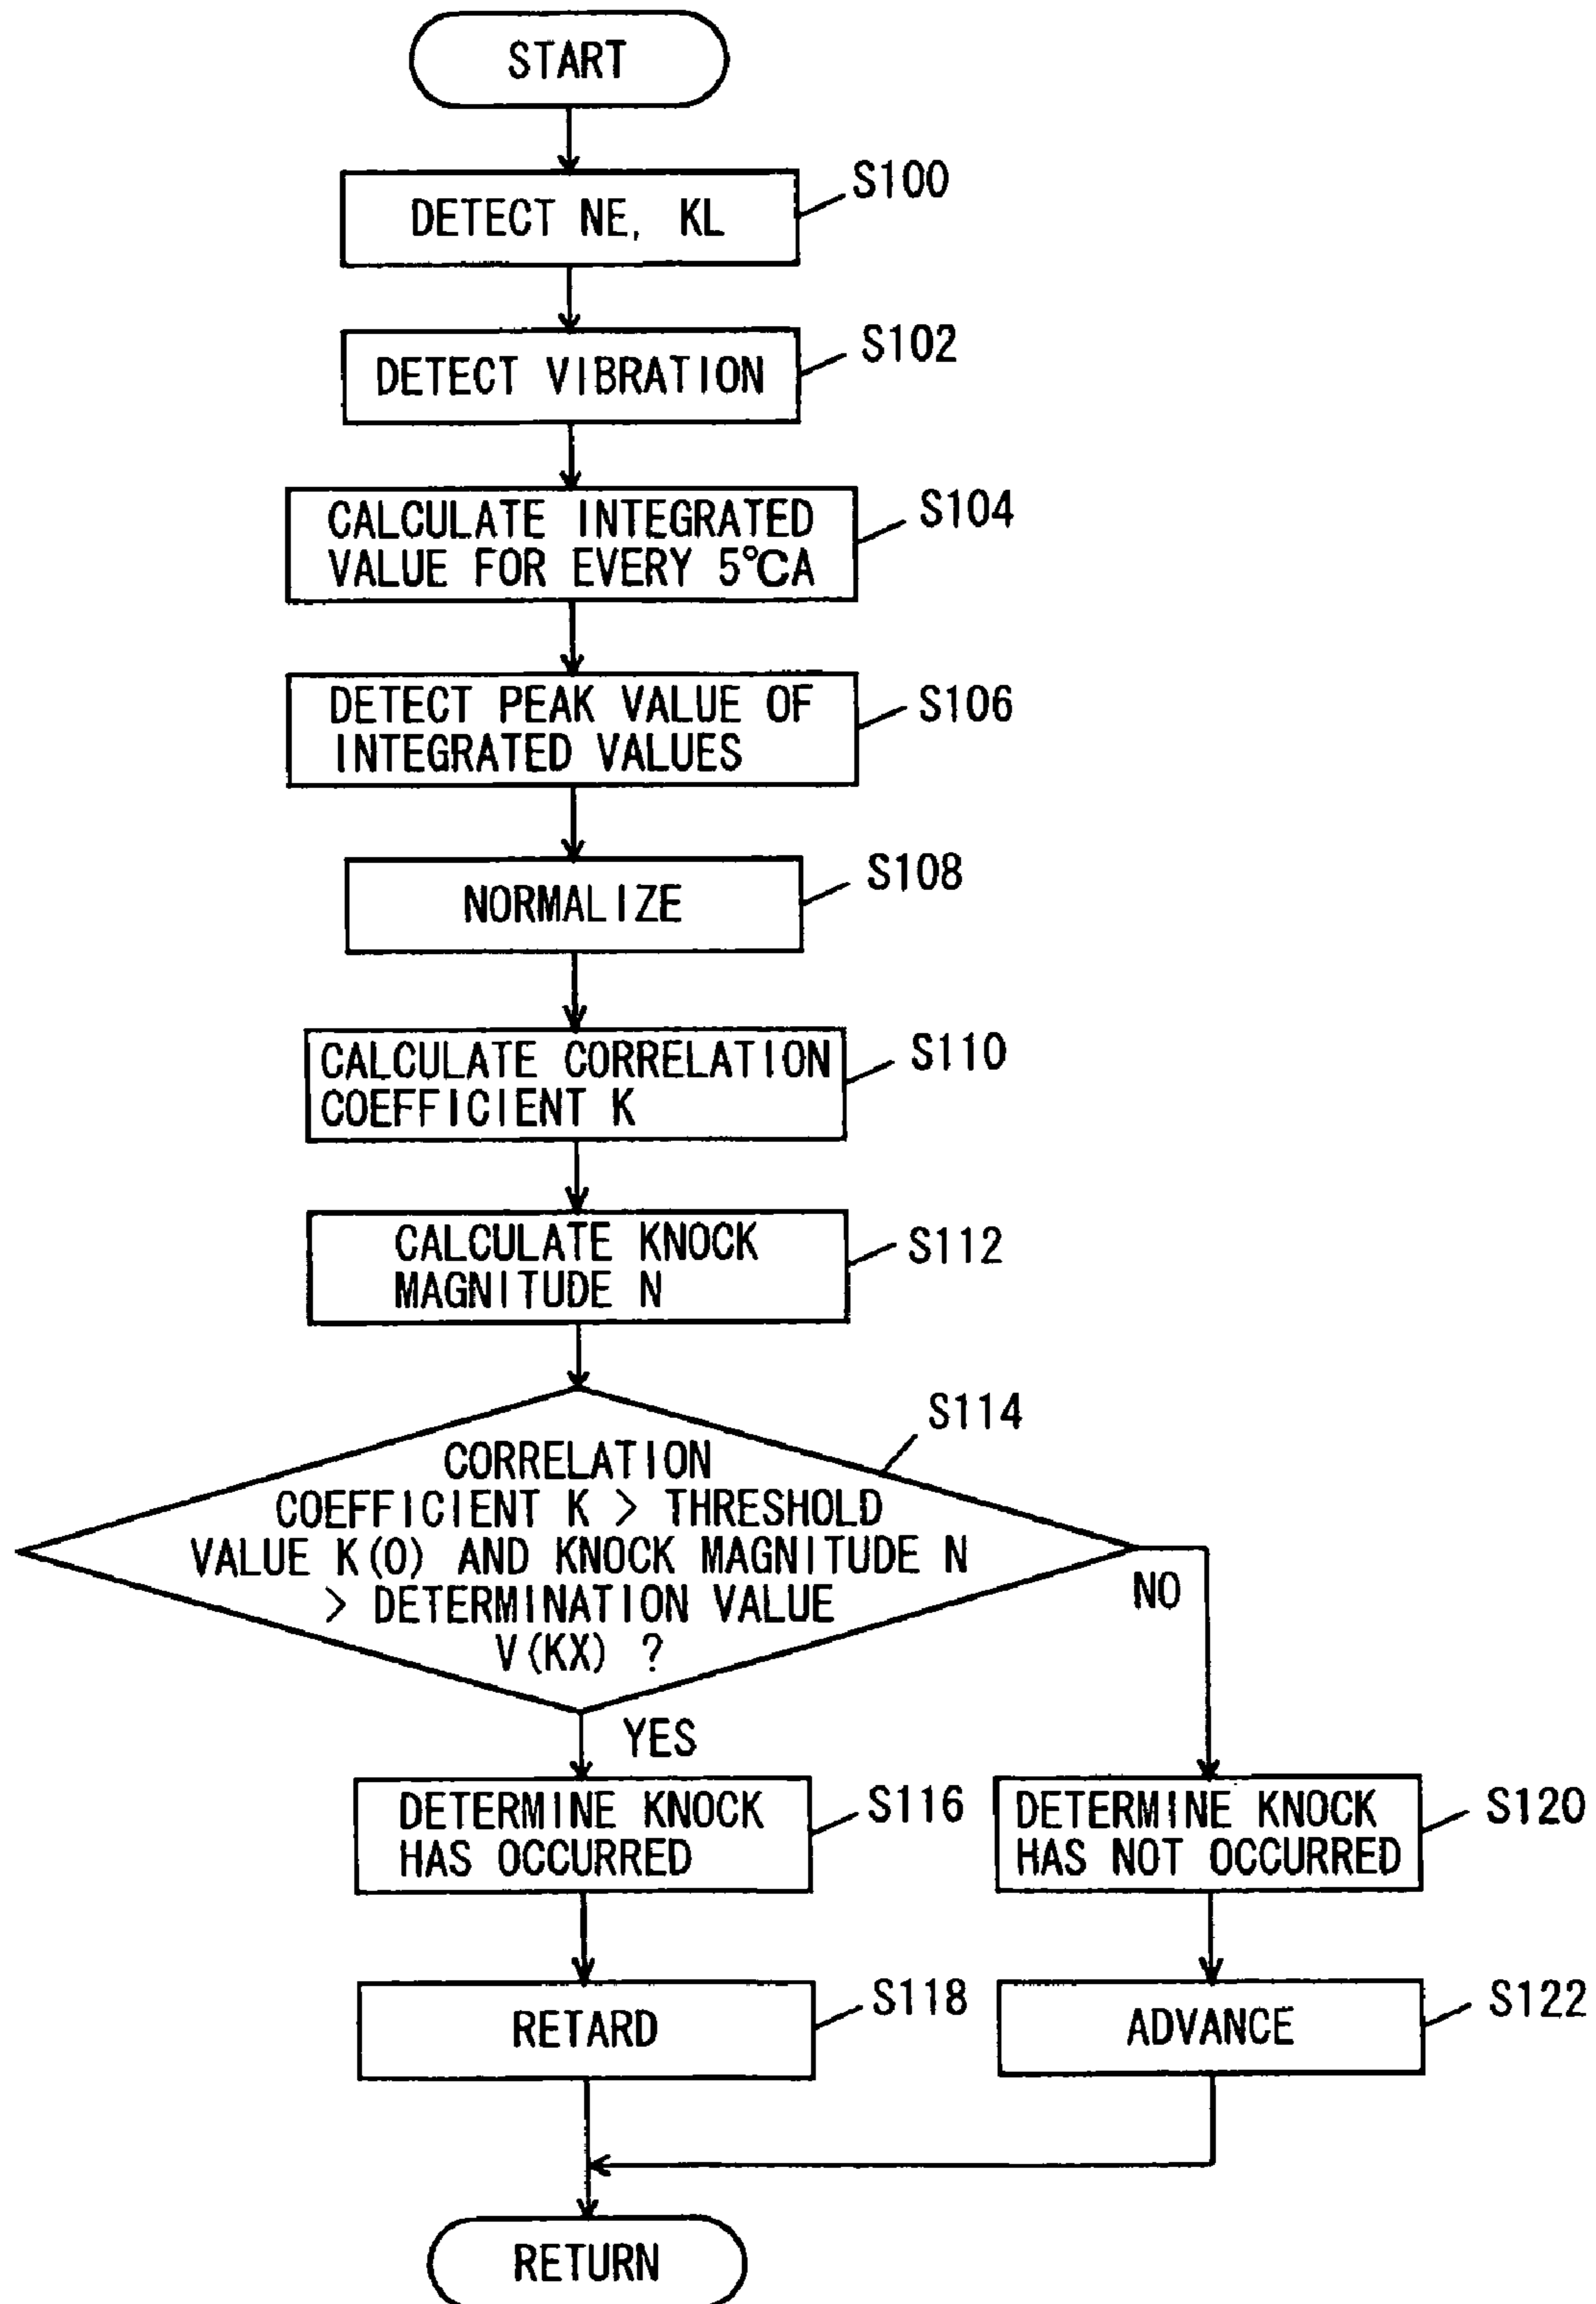 START
DETECT NE, KL
S100
DETECT VIBRATION
S102
CALCULATE INTEGRATED
VALUE FOR EVERY 5°CA
S104
DETECT PEAK VALUE OF
INTEGRATED VALUES
S106
NORMALIZE
S108
CALCULATE CORRELATION
COEFFICIENT K
S110
CALCULATE KNOCK
MAGNITUDE N
S112
CORRELATION
COEFFICIENT K > THRESHOLD
VALUE K(0) AND KNOCK MAGNITUDE N
> DETERMINATION VALUE
V(KX) ?
S114
NO
YES
DETERMINE KNOCK
HAS OCCURRED
S116
DETERMINE KNOCK
HAS NOT OCCURRED
S120
RETARD
S118
ADVANCE
S122
RETURN